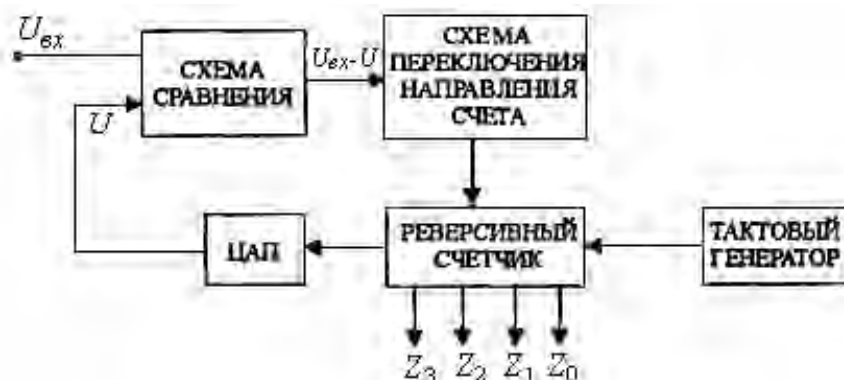 Uвх
СХЕМА
СРАВНЕНИЯ
Uвх-U
СХЕМА
ПЕРЕКЛЮЧЕНИЯ
НАПРАВЛЕНИЯ
СЧЕТА
U
ЦАП
РЕВЕРСИВНЫЙ
СЧЕТЧИК
ТАКТОВЫЙ
ГЕНЕРАТОР
Z3 Z2 Z1 Z0